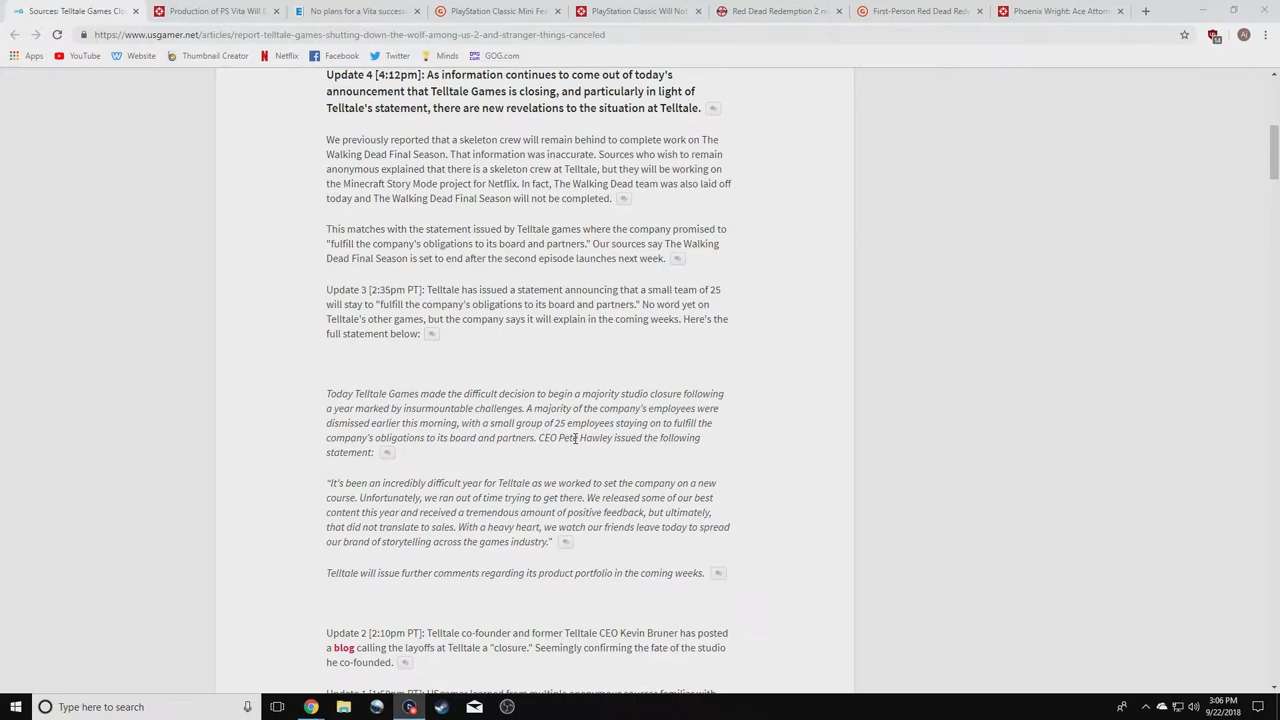 Sources: Telltale Games Clo
Production of PS Vita Will E
No plans for a Vita success
PlayStation Classic Mini Fe
PlayStation Classic Will Not
Red Dead Redemption 2
First-Person Red Dead Red
Phoenix Wright: Ace Attorn
https://www.usgamer.net/articles/report-telltale-games-shutting-down-the-wolf-among-us-2-and-stranger-things-canceled
Apps YouTube Website Thumbnail Creator Netflix Facebook Twitter Minds GOG.com
Update 4 [4:12pm]: As information continues to come out of today's
announcement that Telltale Games is closing, and particularly in light of
Telltale's statement, there are new revelations to the situation at Telltale.
We previously reported that a skeleton crew will remain behind to complete work on The
Walking Dead Final Season. That information was inaccurate. Sources who wish to remain
anonymous explained that there is a skeleton crew at Telltale, but they will be working on
the Minecraft Story Mode project for Netflix. In fact, The Walking Dead team was also laid off
today and The Walking Dead Final Season will not be completed.
This matches with the statement issued by Telltale games where the company promised to
"fulfill the company's obligations to its board and partners." Our sources say The Walking
Dead Final Season is set to end after the second episode launches next week.
Update 3 [2:35pm PT]: Telltale has issued a statement announcing that a small team of 25
will stay to "fulfill the company's obligations to its board and partners." No word yet on
Telltale's other games, but the company says it will explain in the coming weeks. Here's the
full statement below:
Today Telltale Games made the difficult decision to begin a majority studio closure following
a year marked by insurmountable challenges. A majority of the company's employees were
dismissed earlier this morning, with a small group of 25 employees staying on to fulfill the
company's obligations to its board and partners. CEO Pete Hawley issued the following
statement:
"It's been an incredibly difficult year for Telltale as we worked to set the company on a new
course. Unfortunately, we ran out of time trying to get there. We released some of our best
content this year and received a tremendous amount of positive feedback, but ultimately,
that did not translate to sales. With a heavy heart, we watch our friends leave today to spread
our brand of storytelling across the games industry."
Telltale will issue further comments regarding its product portfolio in the coming weeks.
Update 2 [2:10pm PT]: Telltale co-founder and former Telltale CEO Kevin Bruner has posted
a blog calling the layoffs at Telltale a "closure." Seemingly confirming the fate of the studio
he co-founded.
Update 1 [1:50pm PT]: USgamer learned from multiple anonymous sources familiar with
Type here to search
3:06 PM
9/22/2018